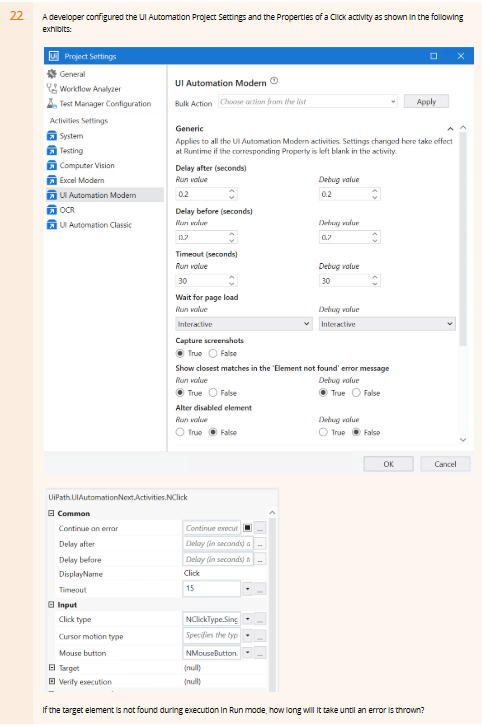 22
A developer configured the UI Automation Project Settings and the Properties of a Click activity as shown in the following
exhibits:
UI Project Settings
General
Workflow Analyzer
Test Manager Configuration
Activities Settings
System
Testing
Computer Vision
Excel Modern
UI Automation Modern
OCR
UI Automation Classic
UI Automation Modern
Bulk Action Choose action from the list Apply
Generic
Applies to all the UI Automation Modern activities. Settings changed here take effect
at Runtime if the corresponding Property is left blank in the activity.
Delay after (seconds)
Run value Debug value
0.2 0.2
Delay before (seconds)
Run value Debug value
0.2 0.2
Timeout (seconds)
Run value Debug value
30 30
Wait for page load
Run value Debug value
Interactive Interactive
Capture screenshots
True False
Show closest matches in the 'Element not found' error message
Run value Debug value
True False True False
Alter disabled element
Run value Debug value
True False True False
OK Cancel
UiPath.UIAutomationNext.Activities.NClick
Common
Continue on error Continue execut ...
Delay after Delay (in seconds) a ...
Delay before Delay (in seconds) b ...
DisplayName Click
Timeout 15 ...
Input
Click type NClickType.Sing ...
Cursor motion type Specifies the typ ...
Mouse button NMouseButton. ...
Target (null)
Verify execution (null)
If the target element is not found during execution in Run mode, how long will it take until an error is thrown?